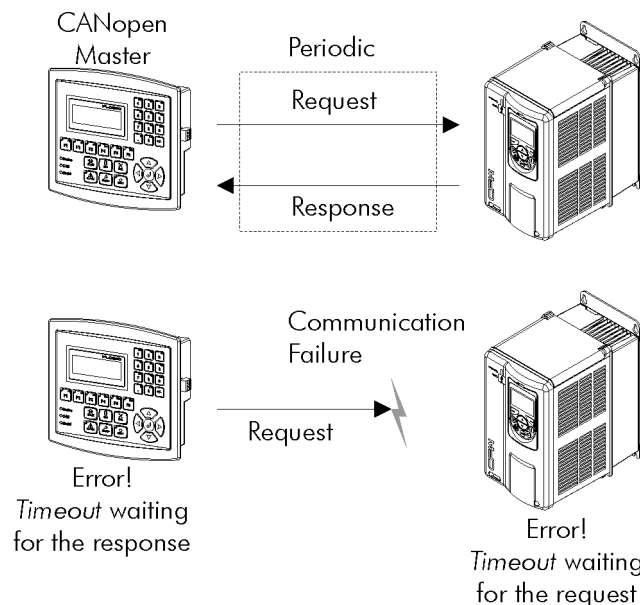 CANopen
Master
Periodic
Request
Response
Communication
Failure
Request
Error!
Timeout waiting
for the response
Error!
Timeout waiting
for the request